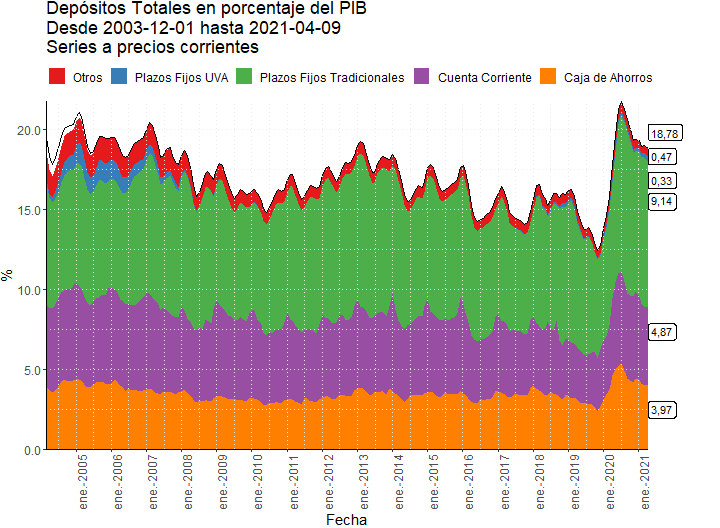 Depósitos Totales en porcentaje del PIB
Desde 2003-12-01 hasta 2021-04-09
Series a precios corrientes
Otros Plazos Fijos UVA Plazos Fijos Tradicionales Cuenta Corriente Caja de Ahorros
20.0
15.0
10.0
5.0
0.0
%
18,78
0,47
0,33
9,14
4,87
3,97
ene.-2005
ene.-2006
ene.-2007
ene.-2008
ene.-2009
ene.-2010
ene.-2011
ene.-2012
ene.-2013
ene.-2014
ene.-2015
ene.-2016
ene.-2017
ene.-2018
ene.-2019
ene.-2020
ene.-2021
Fecha